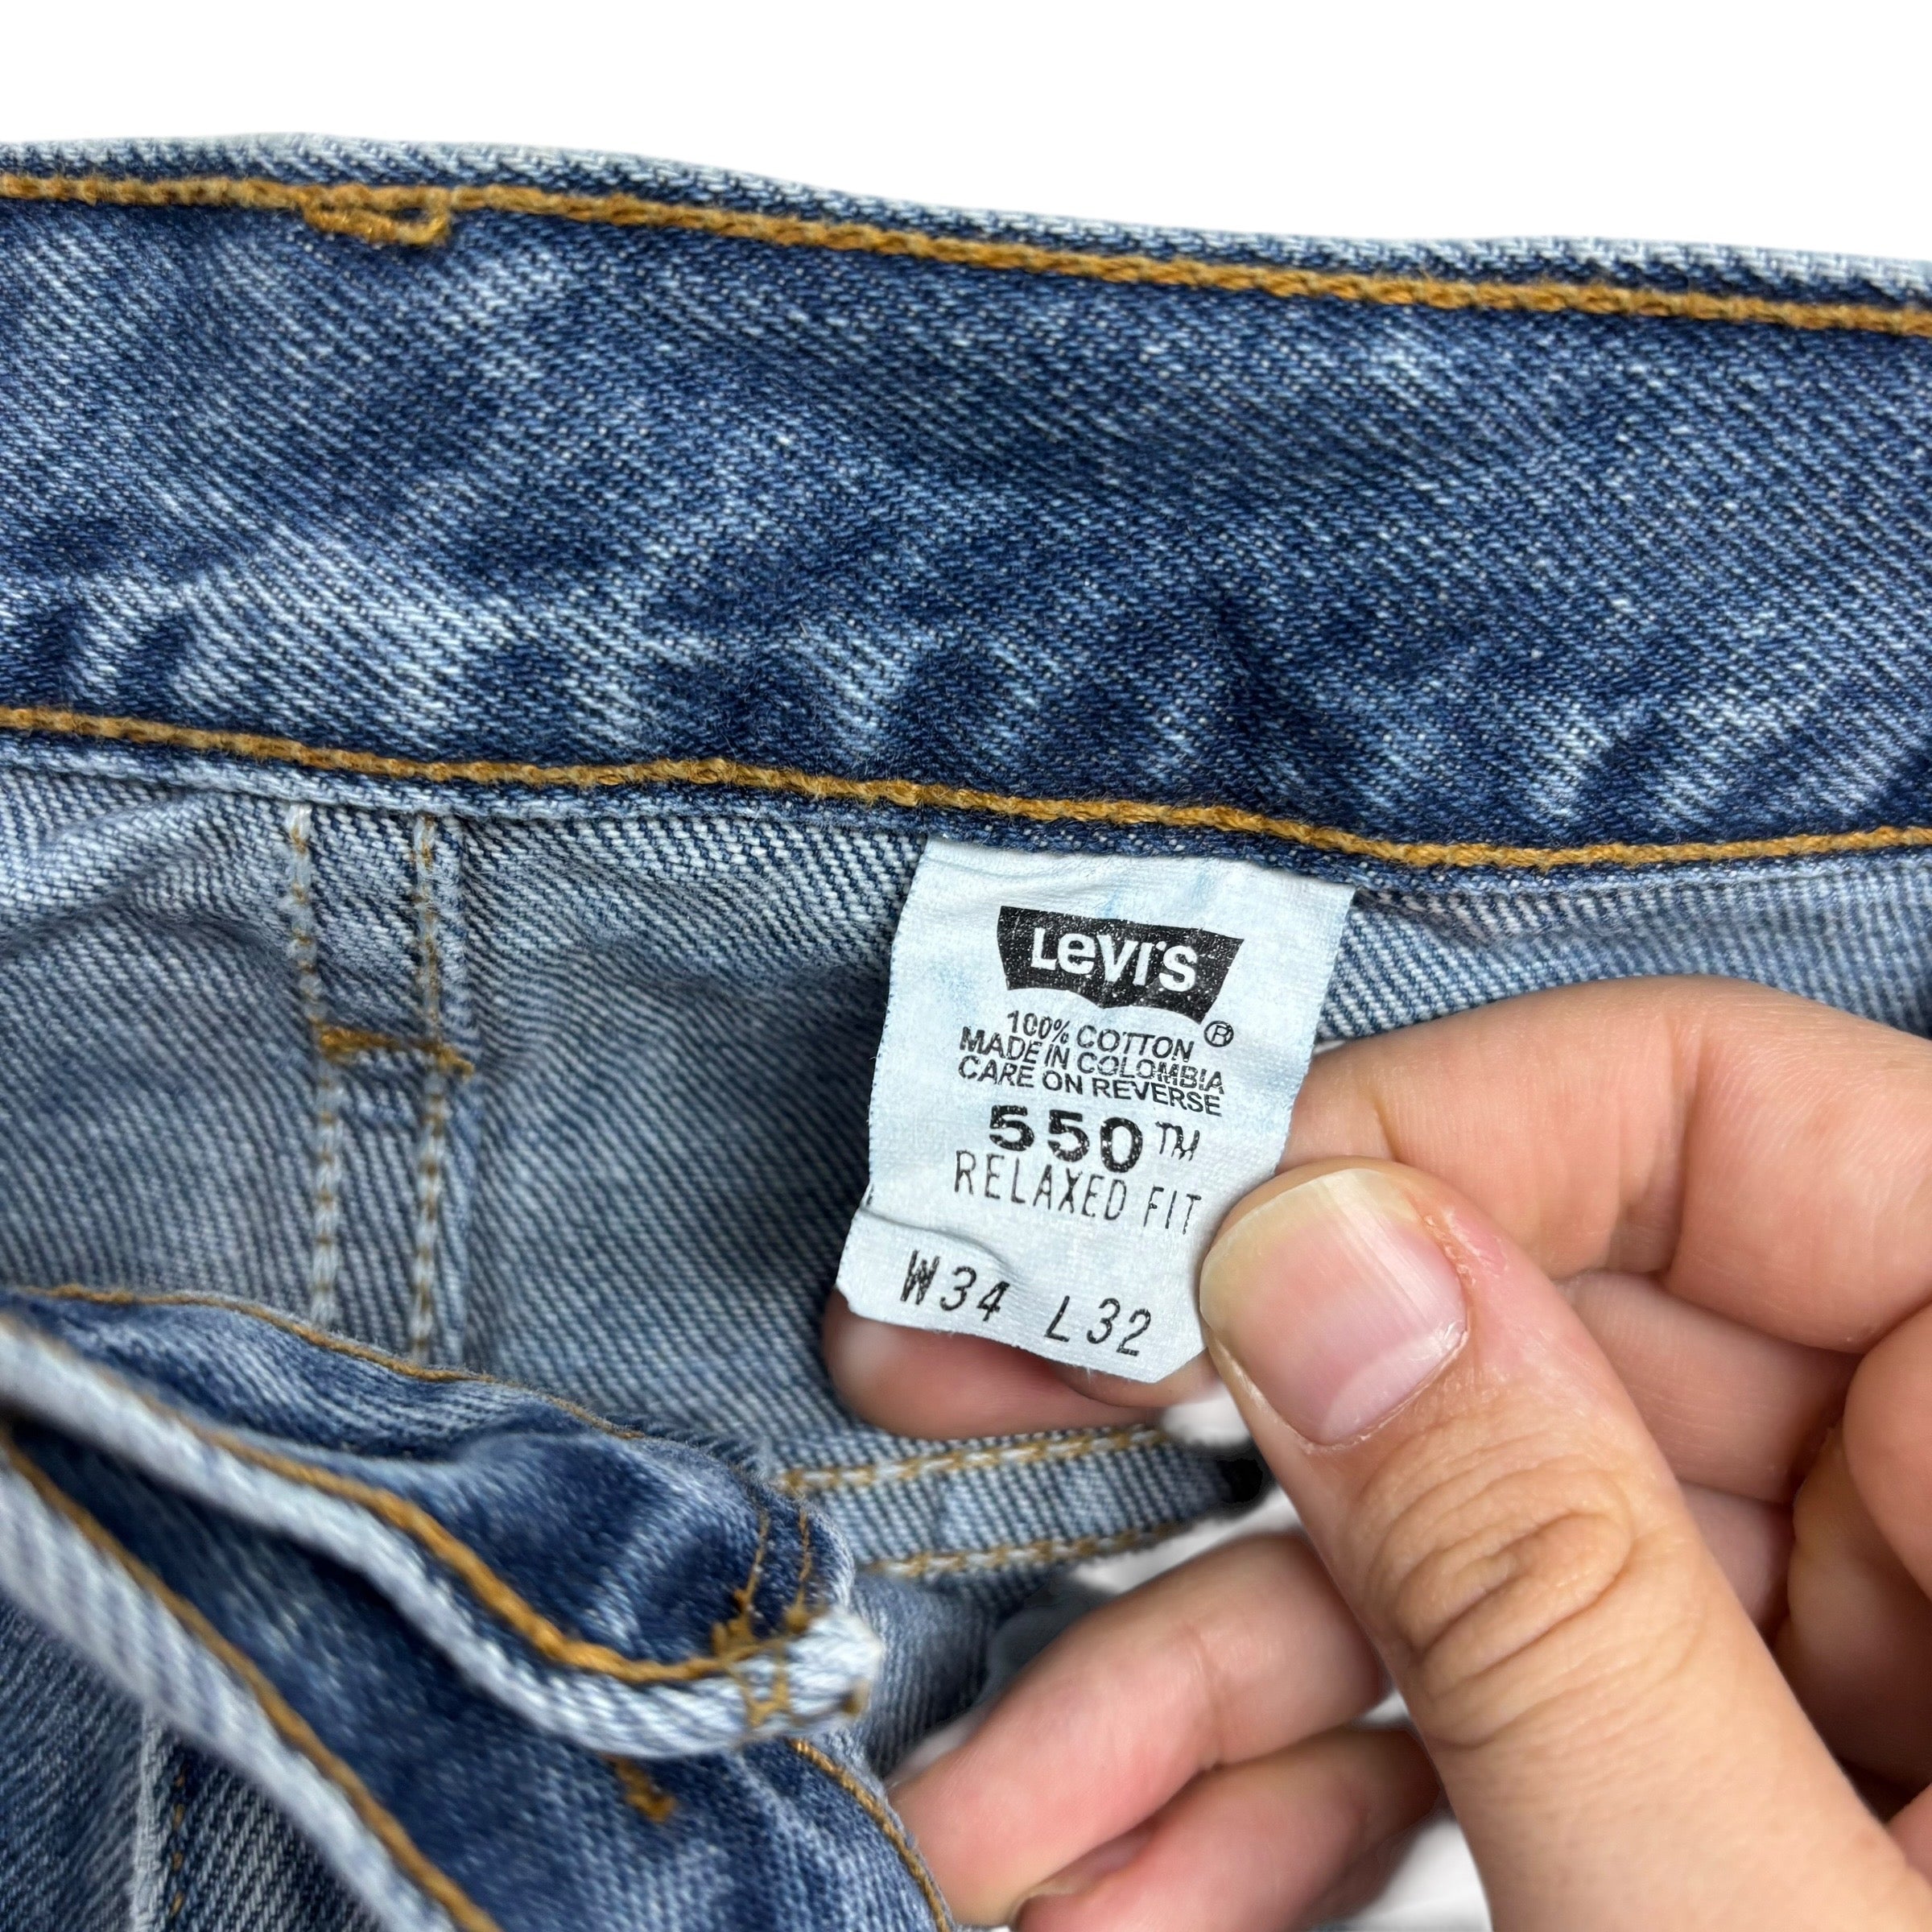 Levi's
®
100% COTTON
MADE IN COLOMBIA
CARE ON REVERSE
550™
RELAXED FIT
W34 L32